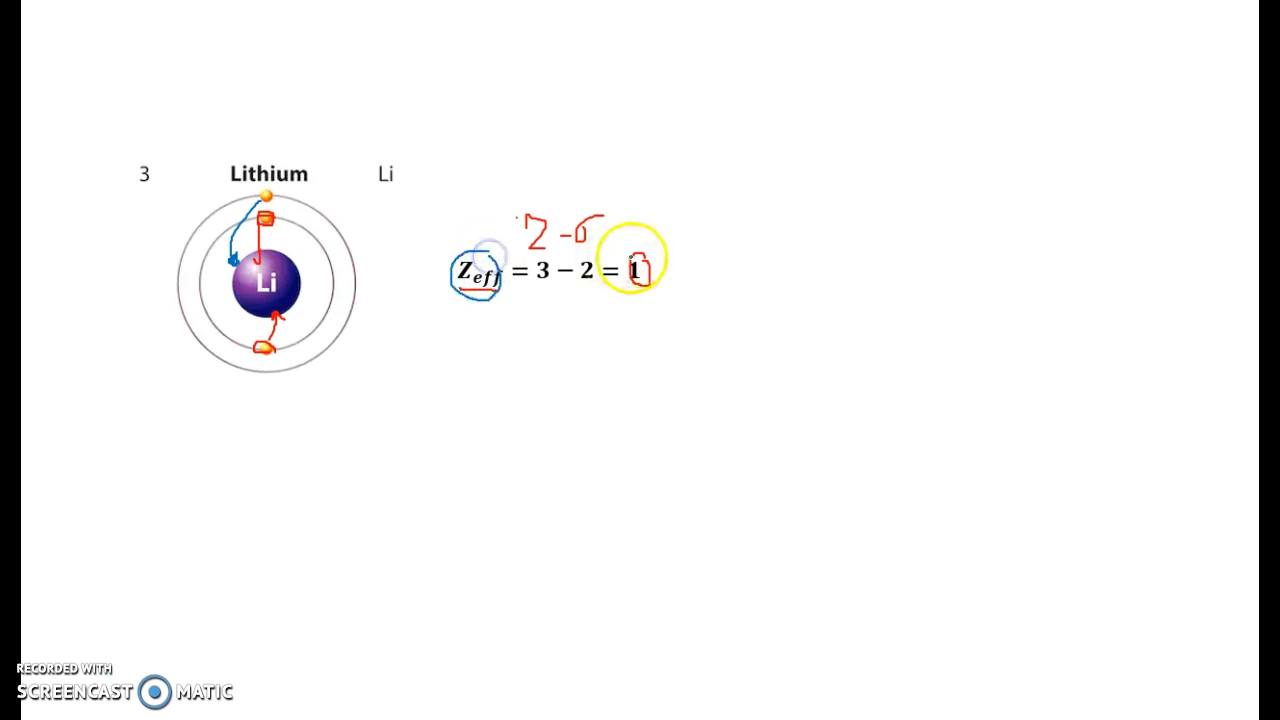 3 Lithium Li
Z - σ
Li
Zeff = 3 − 2 = 1
RECORDED WITH
SCREENCAST MATIC